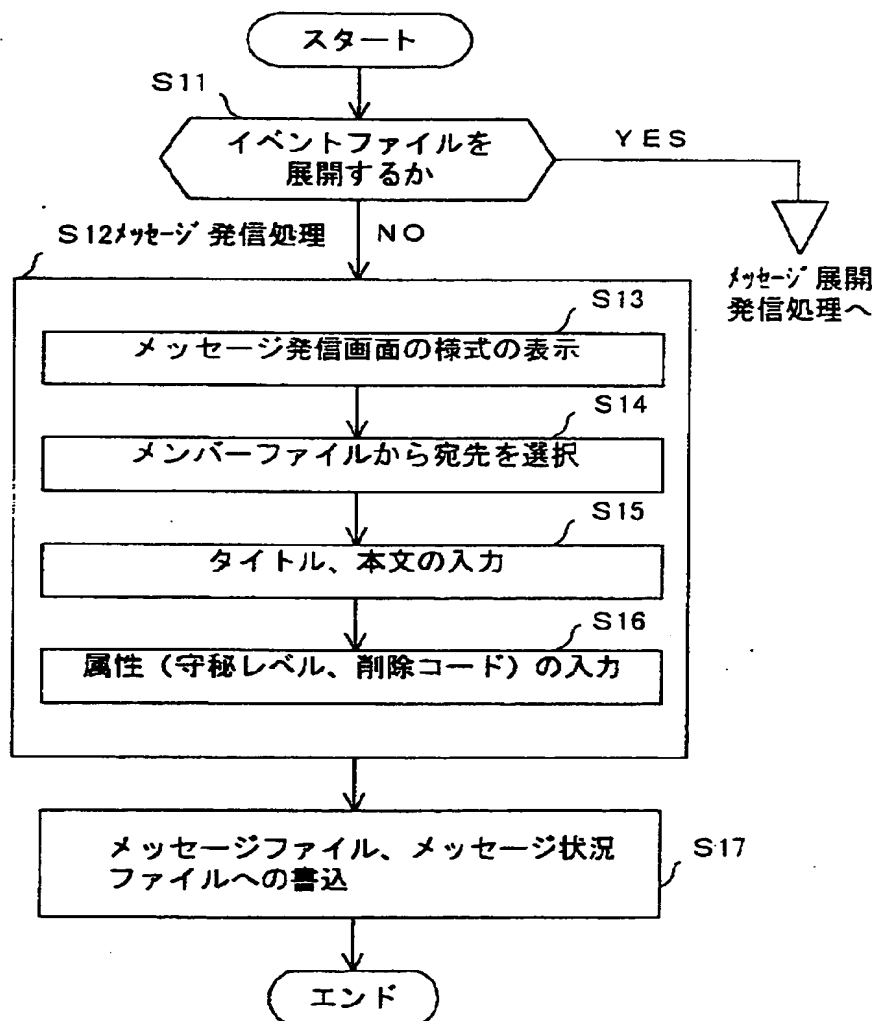 スタート
S11
イベントファイルを
展開するか
YES
S12メッセージ発信処理
NO
メッセージ展開
発信処理へ
S13
メッセージ発信画面の様式の表示
S14
メンバーファイルから宛先を選択
S15
タイトル、本文の入力
S16
属性（守秘レベル、削除コード）の入力
メッセージファイル、メッセージ状況
ファイルへの書込
S17
エンド